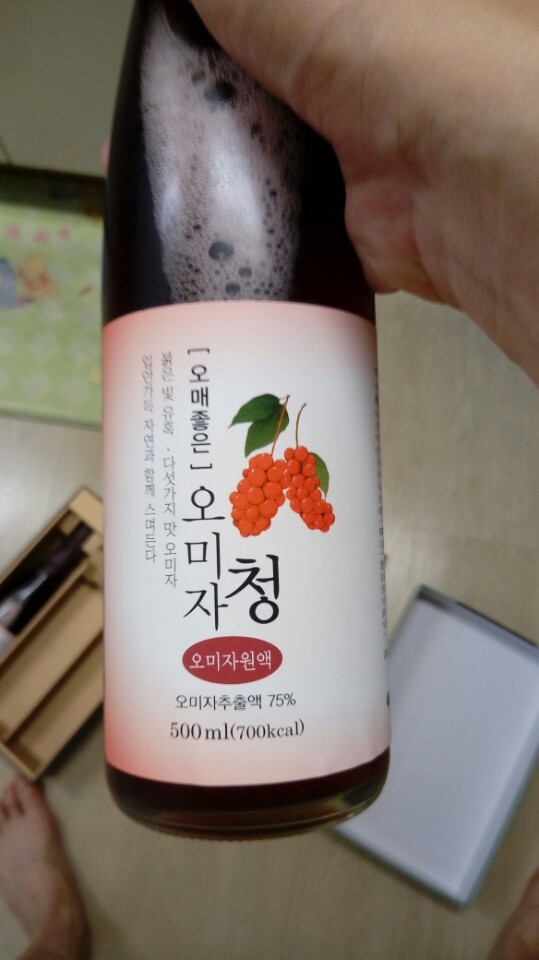 [오매좋은]
오미자
청
붉은 빛 유혹, 다섯가지 맛 오미자
입안가득 자연과 함께 스며든다
오미자원액
오미자추출액 75%
500ml(700kcal)